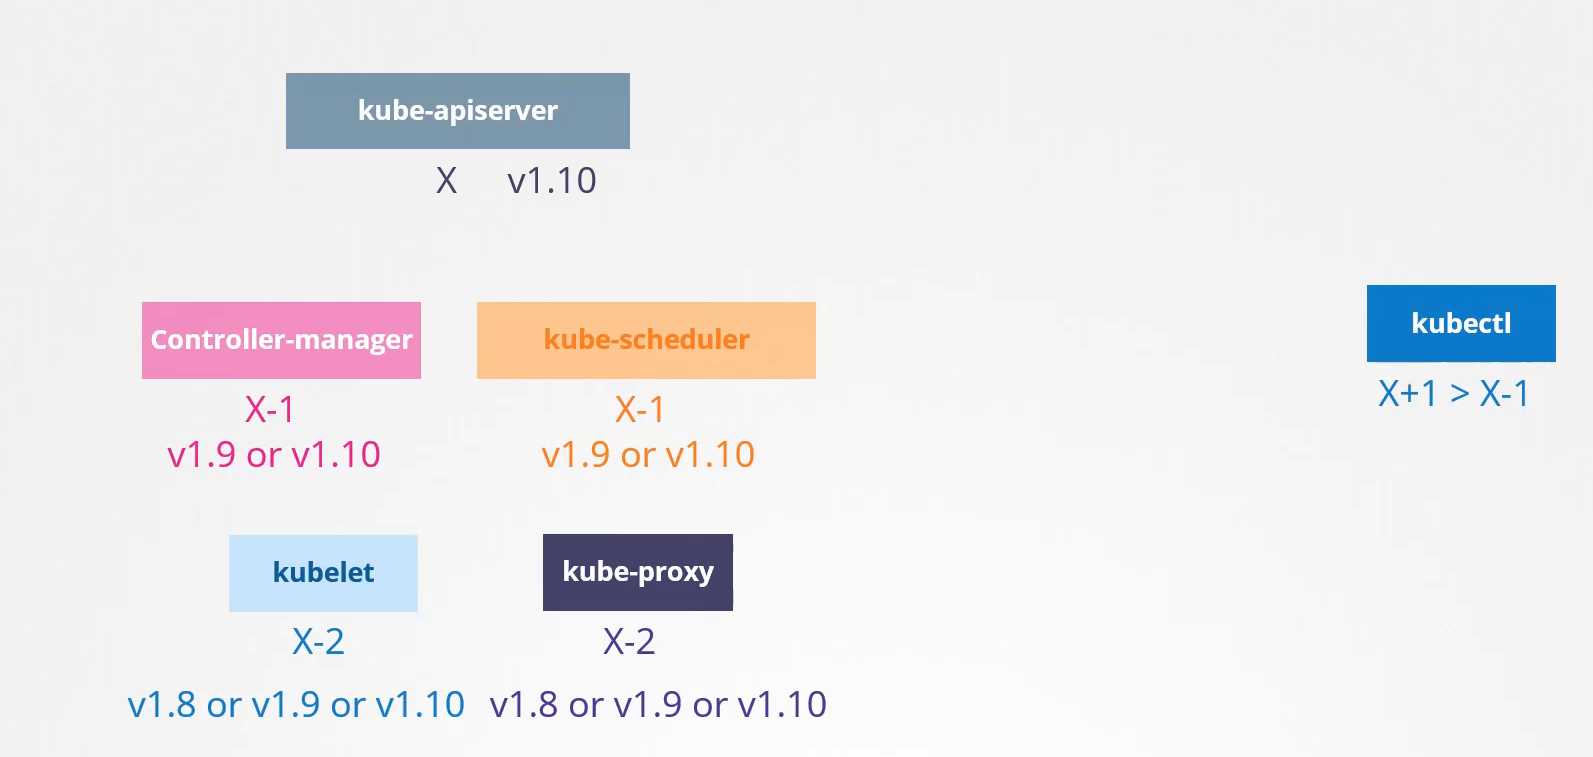 kube-apiserver
X v1.10
Controller-manager
kube-scheduler
kubectl
X-1
X-1
X+1 > X-1
v1.9 or v1.10
v1.9 or v1.10
kubelet
kube-proxy
X-2
X-2
v1.8 or v1.9 or v1.10
v1.8 or v1.9 or v1.10